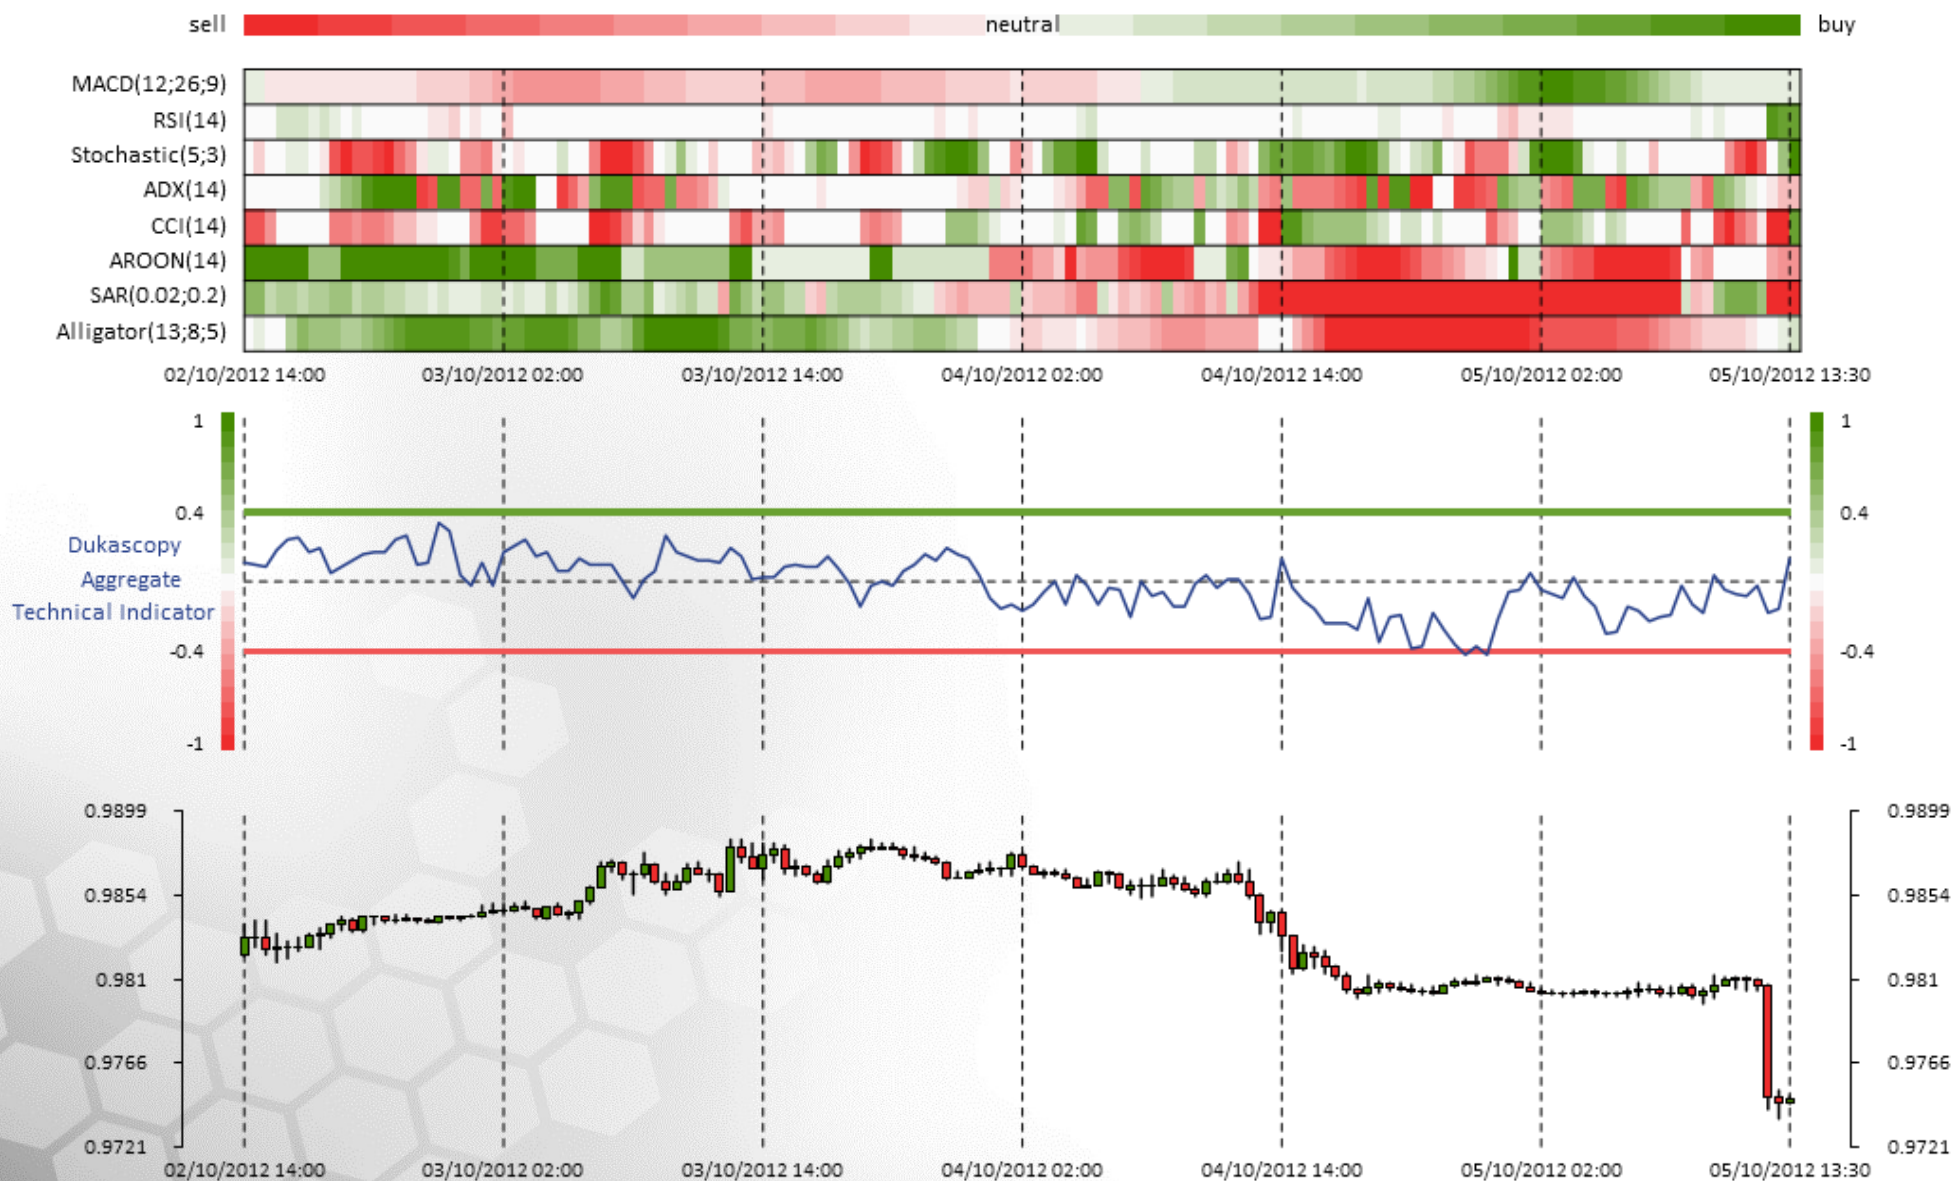 sell neutral buy
MACD(12;26;9)
RSI(14)
Stochastic(5;3)
ADX(14)
CCI(14)
AROON(14)
SAR(0.02;0.2)
Alligator(13;8;5)
02/10/2012 14:00 03/10/2012 02:00 03/10/2012 14:00 04/10/2012 02:00 04/10/2012 14:00 05/10/2012 02:00 05/10/2012 13:30
1 1
0.4 0.4
Dukascopy
Aggregate
Technical Indicator
-0.4 -0.4
-1 -1
0.9899 0.9899
0.9854 0.9854
0.981 0.981
0.9766 0.9766
0.9721 0.9721
02/10/2012 14:00 03/10/2012 02:00 03/10/2012 14:00 04/10/2012 02:00 04/10/2012 14:00 05/10/2012 02:00 05/10/2012 13:30